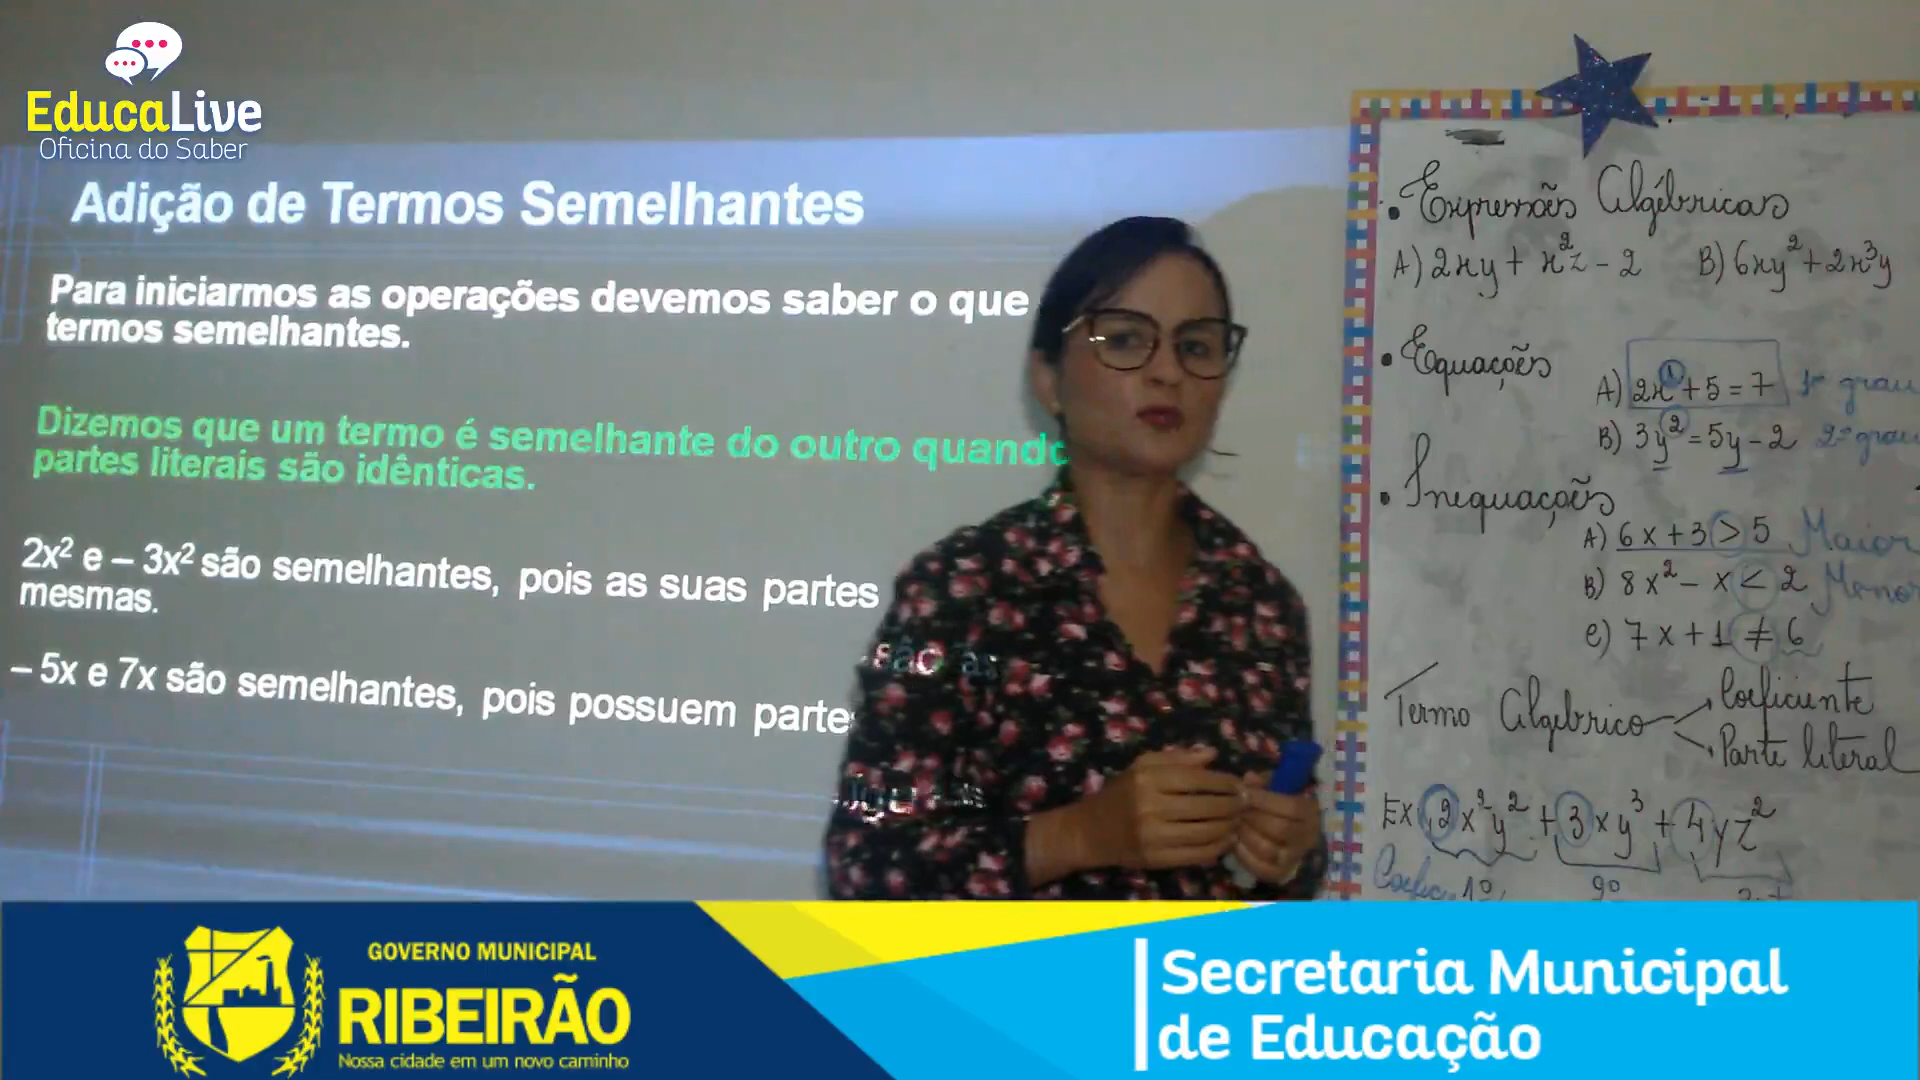 EducaLive
Oficina do Saber
Adição de Termos Semelhantes
Para iniciarmos as operações devemos saber o que
termos semelhantes.
Dizemos que um termo é semelhante do outro quando
partes literais são idênticas.
2x² e – 3x² são semelhantes, pois as suas partes
mesmas.
– 5x e 7x são semelhantes, pois possuem partes
• Expressões Algébricas
A) 2xy + x²z - 2 B) 6xy² + 2x³y
• Equações
A) 2x¹ + 5 = 7 1º grau
B) 3y² = 5y - 2 2º grau
• Inequações
A) 6x + 3 > 5 Maior
B) 8x² - x < 2 Menor
C) 7x + 1 ≠ 6
Termo Algébrico
Coeficiente
Parte literal
Ex: 2x²y² + 3xy³ + 4yz²
Coefic. 1º
GOVERNO MUNICIPAL
RIBEIRÃO
Nossa cidade em um novo caminho
Secretaria Municipal
de Educação